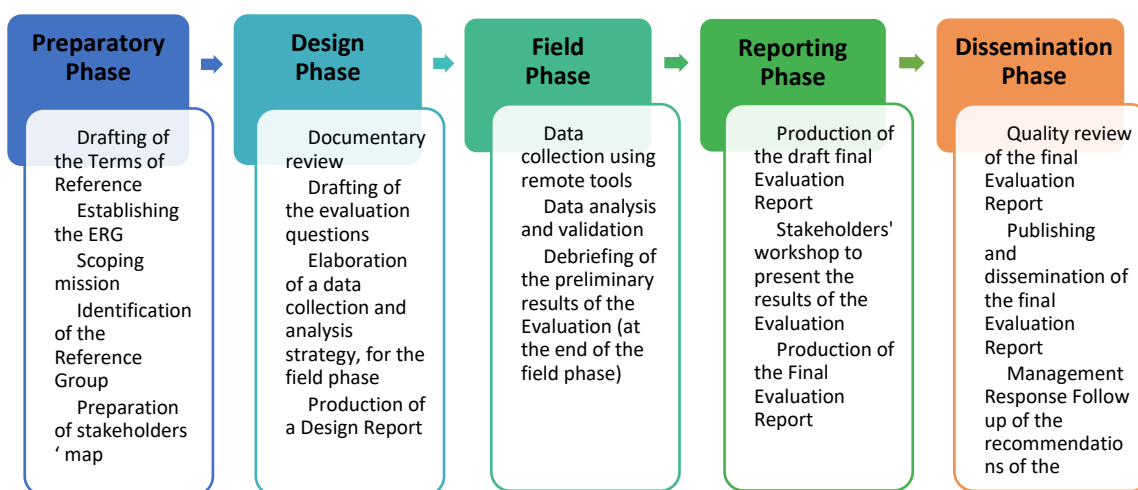 Preparatory
Phase
Drafting of
the Terms of
Reference
Establishing
the ERG
Scoping
mission
Identification
of the
Reference
Group
Preparation
of stakeholders
‘ map
Design
Phase
Documentary
review
Drafting of
the evaluation
questions
Elaboration
of a data
collection and
analysis
strategy, for the
field phase
Production of
a Design Report
Field
Phase
Data
collection using
remote tools
Data analysis
and validation
Debriefing of
the preliminary
results of the
Evaluation (at
the end of the
field phase)
Reporting
Phase
Production of
the draft final
Evaluation
Report
Stakeholders'
workshop to
present the
results of the
Evaluation
Production of
the Final
Evaluation
Report
Dissemination
Phase
Quality review
of the final
Evaluation
Report
Publishing
and
dissemination of
the final
Evaluation
Report
Management
Response Follow
up of the
recommendatio
ns of the